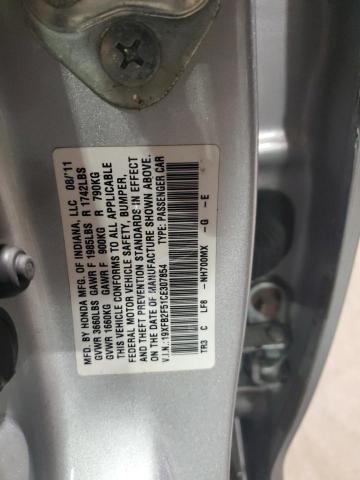 MFD. BY HONDA MFG. OF INDIANA, LLC 08/'11
GVWR 3660LBS GAWR F 1985LBS R 1742LBS
GVWR 1660KG GAWR F 900KG R 790KG
THIS VEHICLE CONFORMS TO ALL APPLICABLE
FEDERAL MOTOR VEHICLE SAFETY, BUMPER,
AND THEFT PREVENTION STANDARDS IN EFFECT
ON THE DATE OF MANUFACTURE SHOWN ABOVE.
V.I.N.: 19XFB2F51CE307854 TYPE: PASSENGER CAR
TR3 C LF8 - NH700MX - G - E